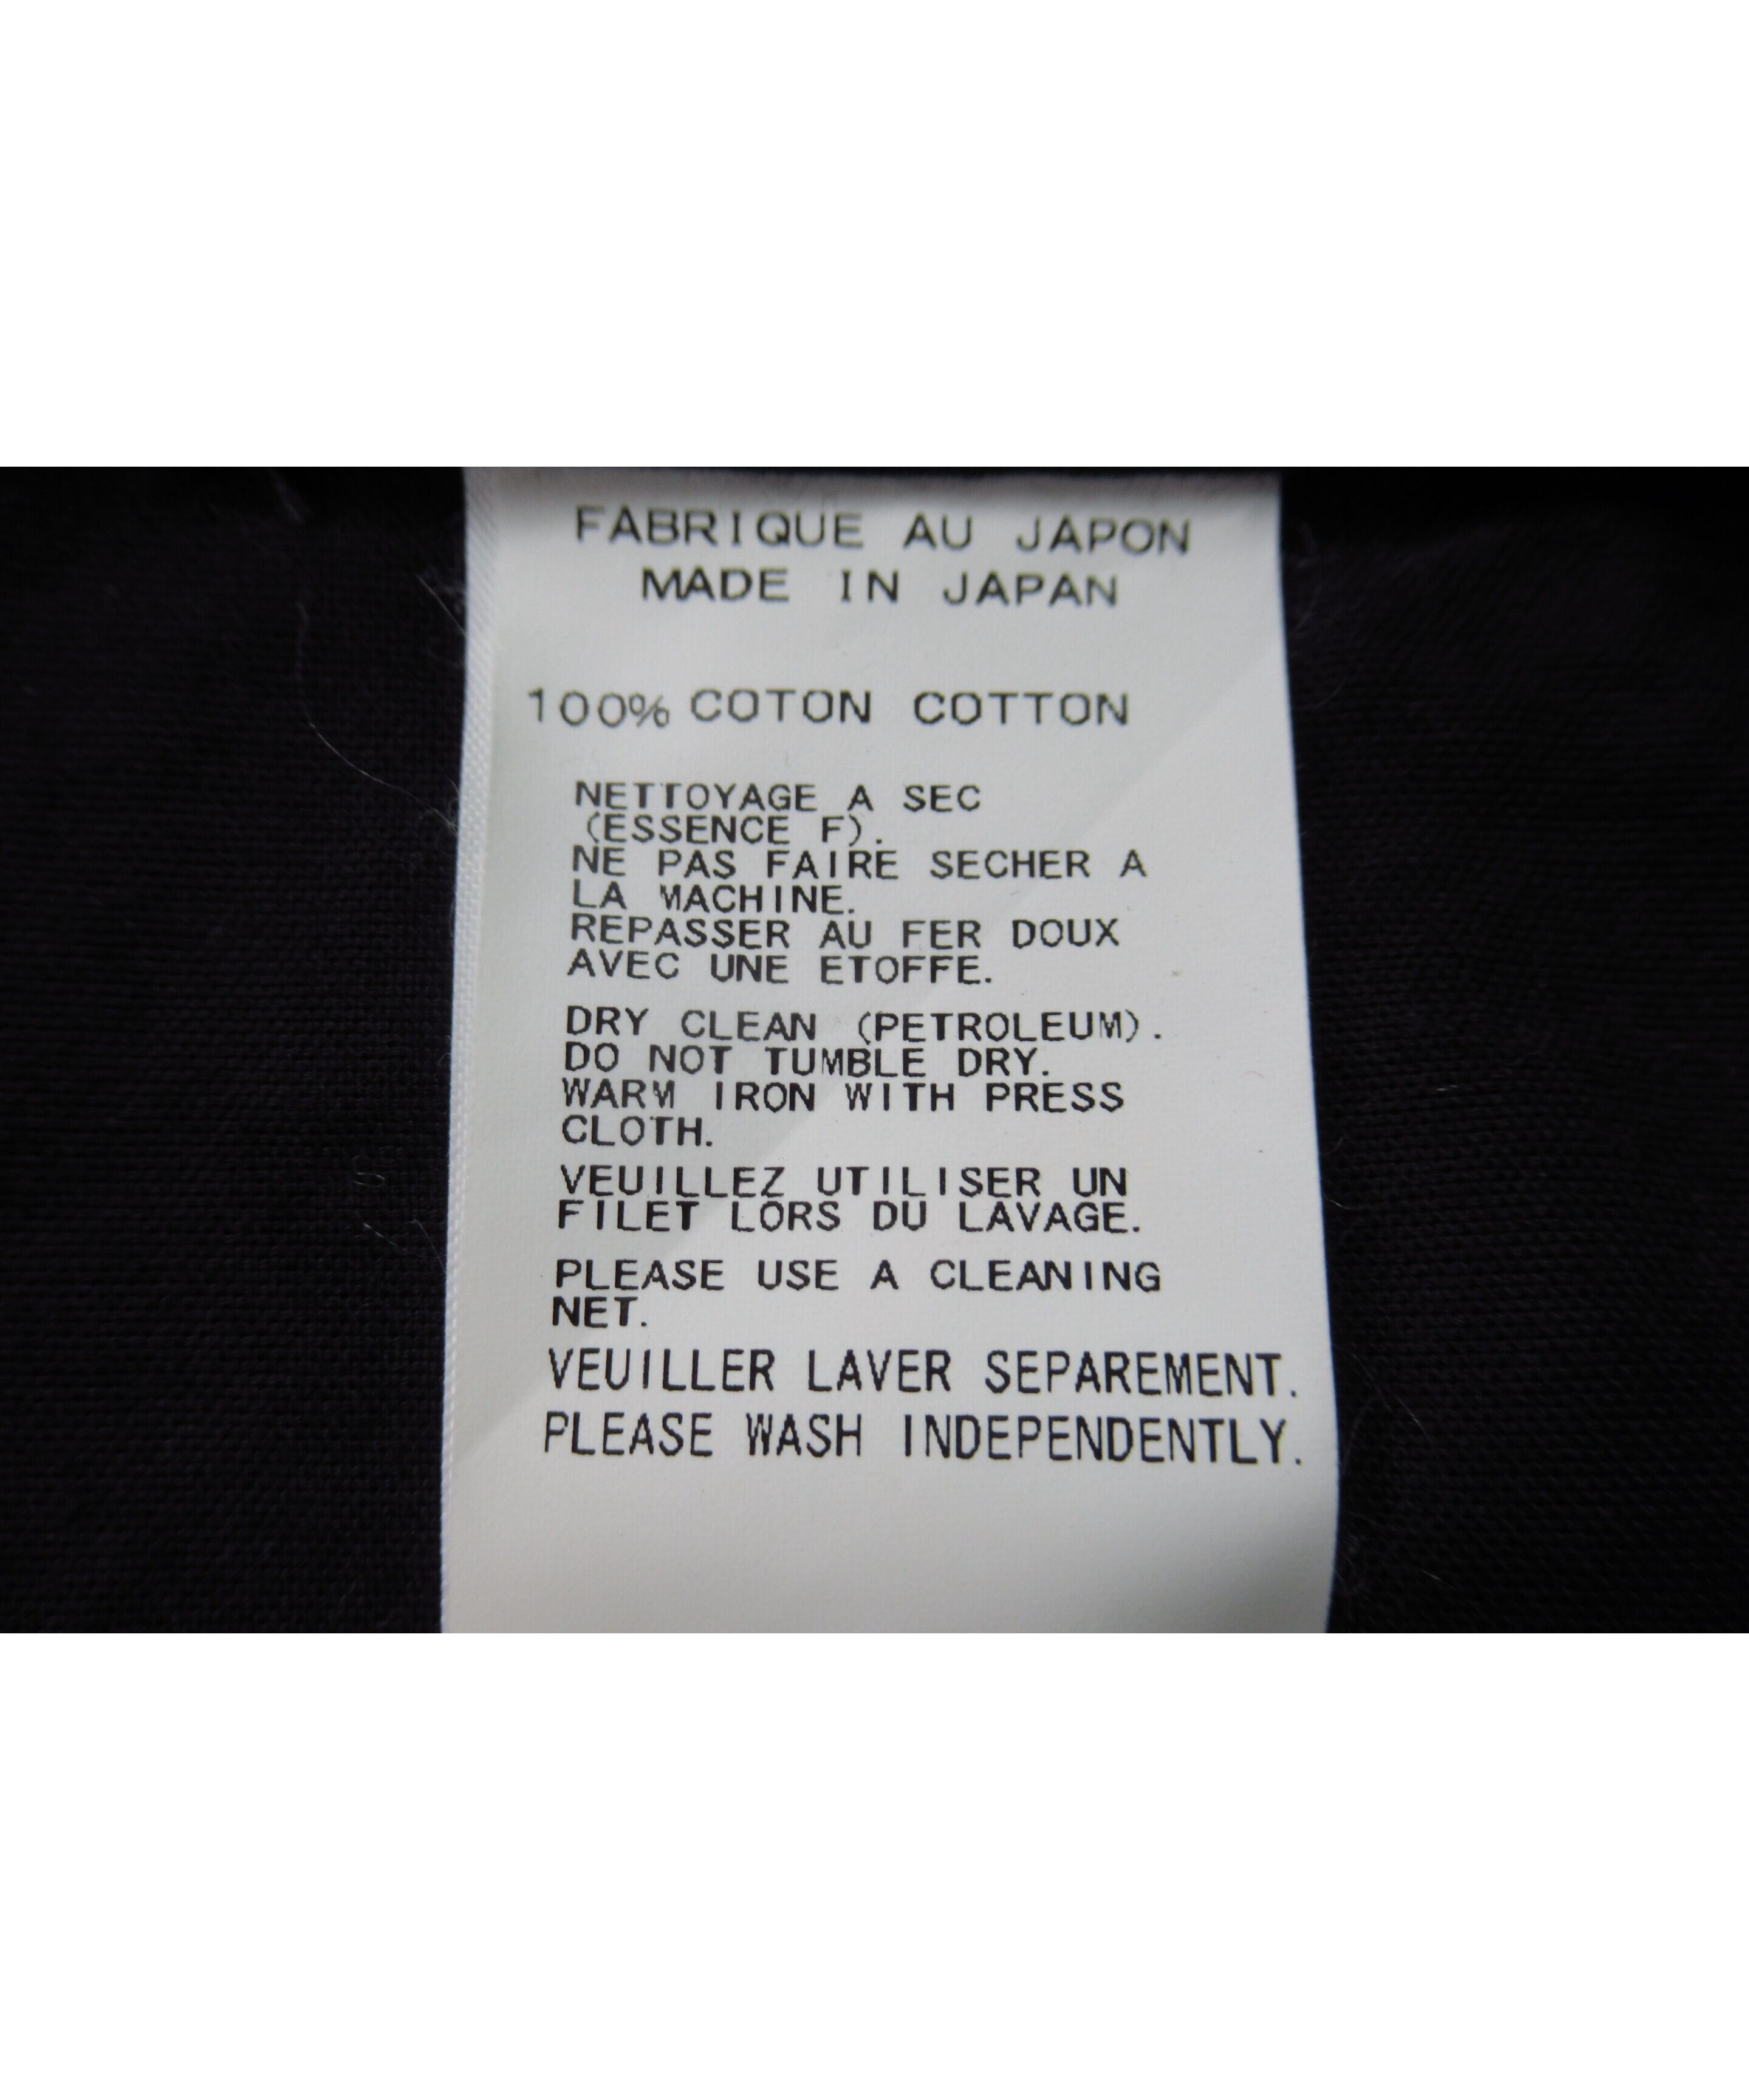 FABRIQUE AU JAPON
MADE IN JAPAN
100% COTON COTTON
NETTOYAGE A SEC
(ESSENCE F).
NE PAS FAIRE SECHER A
LA MACHINE.
REPASSER AU FER DOUX
AVEC UNE ETOFFE.
DRY CLEAN (PETROLEUM).
DO NOT TUMBLE DRY.
WARM IRON WITH PRESS
CLOTH.
VEUILLEZ UTILISER UN
FILET LORS DU LAVAGE.
PLEASE USE A CLEANING
NET.
VEUILLER LAVER SEPAREMENT.
PLEASE WASH INDEPENDENTLY.